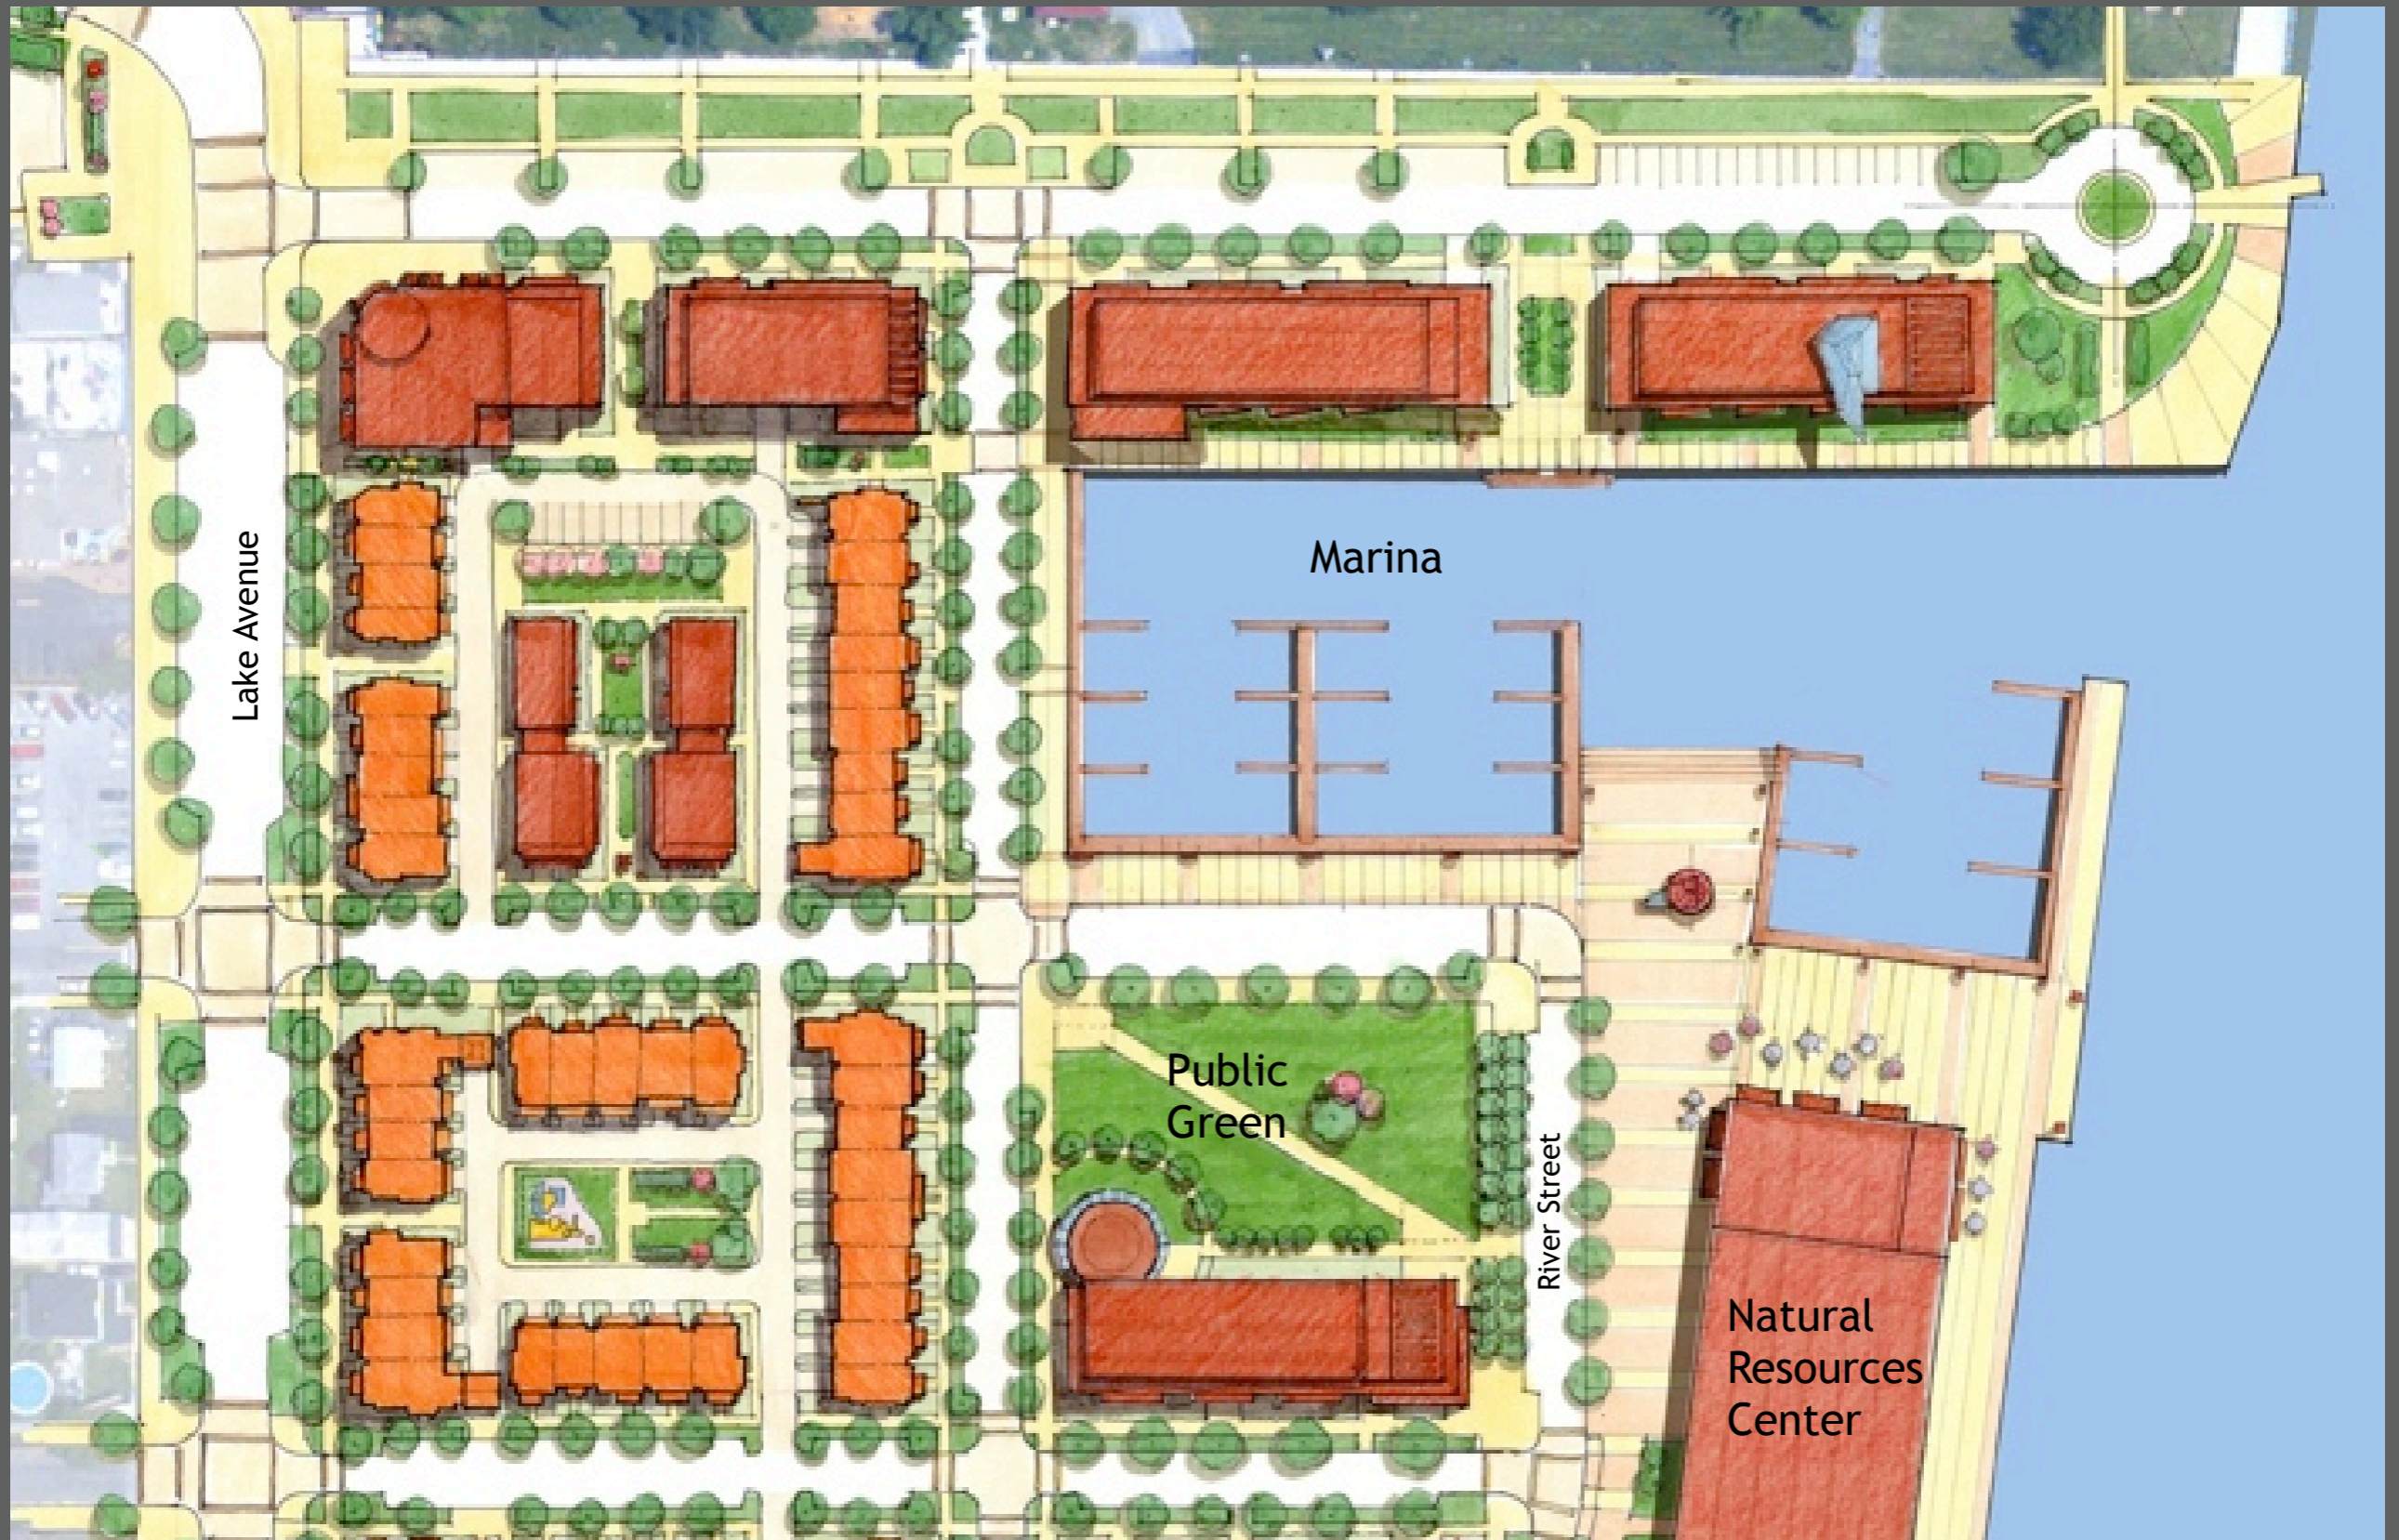 Lake Avenue
Marina
Public
Green
River Street
Natural
Resources
Center